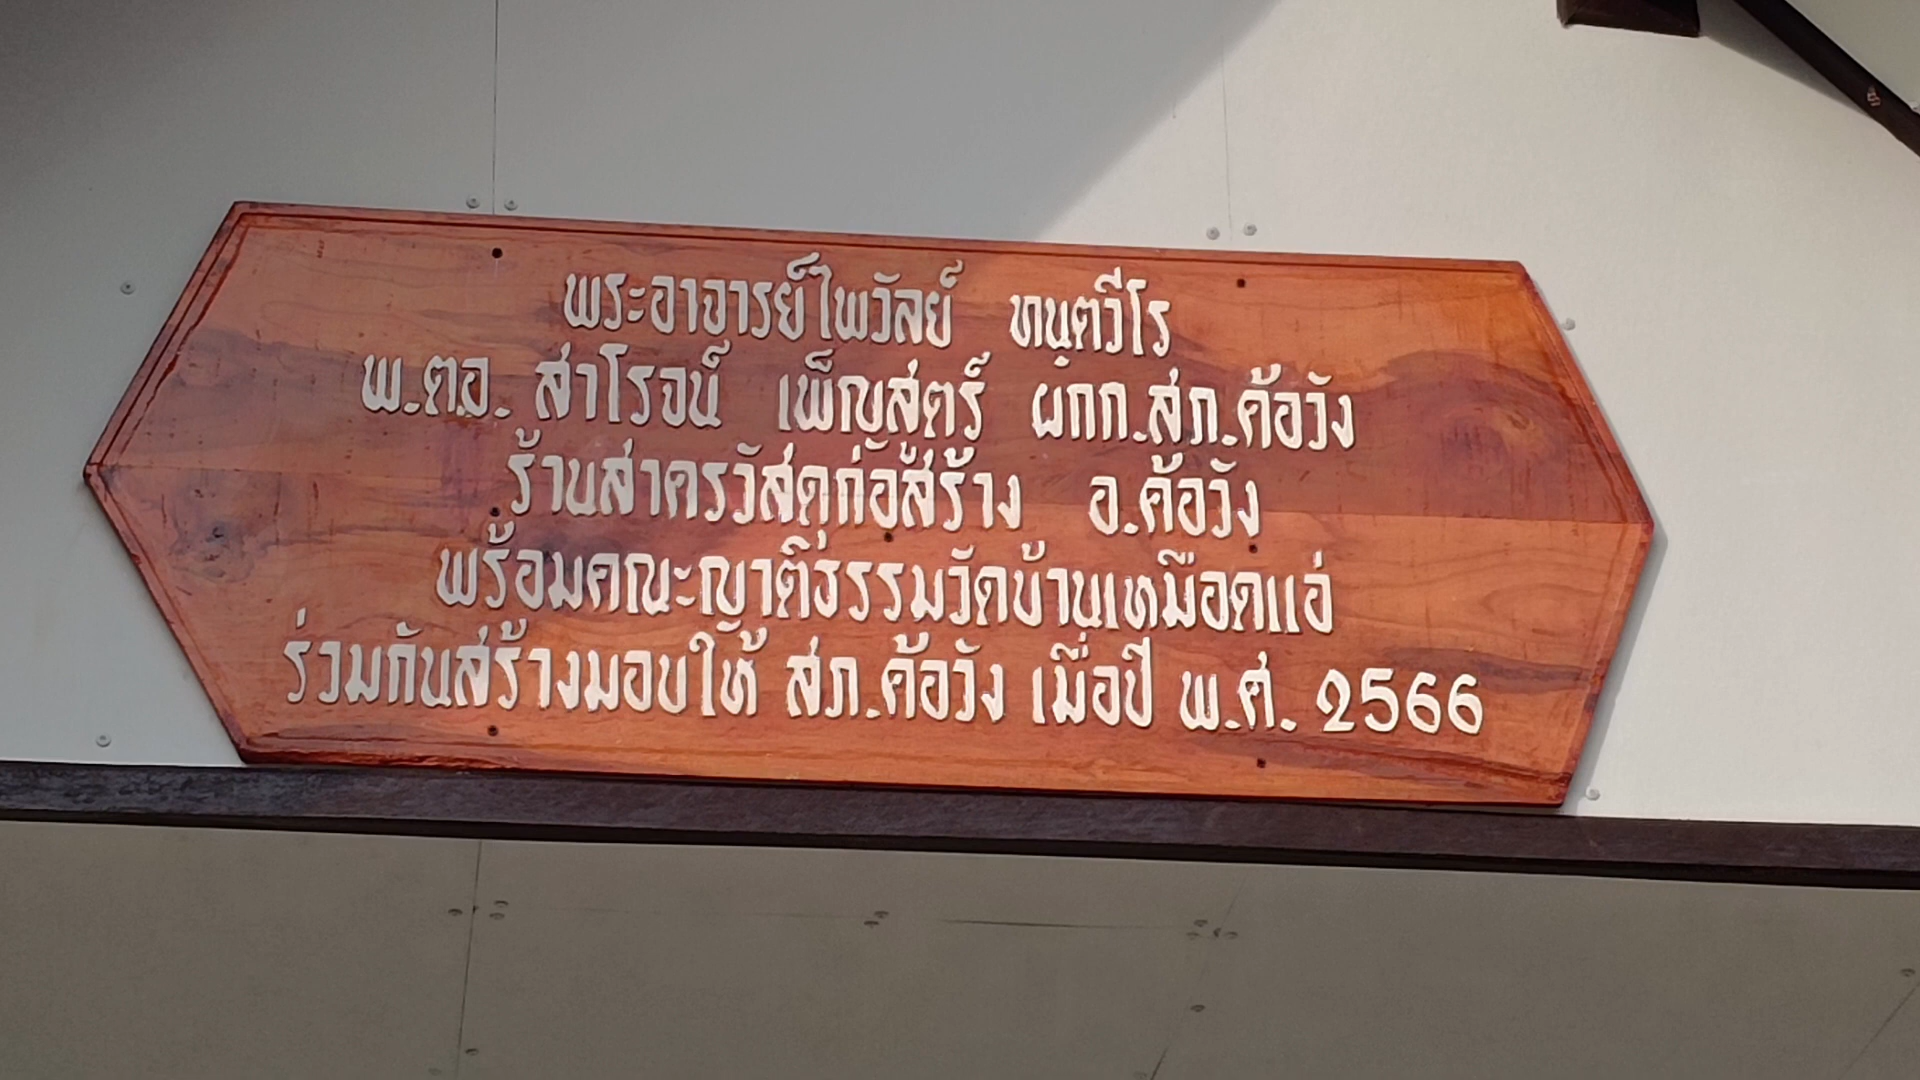 พระอาจารย์ไพวัลย์ ทนฺตวีโร
พ.ต.อ. สาโรจน์ เพ็ญสูตร์ ผกก.สภ.ค้อวัง
ร้านสาครวัสดุก่อสร้าง อ.ค้อวัง
พร้อมคณะญาติธรรมวัดบ้านเหมือดแอ่
ร่วมกันสร้างมอบให้ สภ.ค้อวัง เมื่อปี พ.ศ. 2566